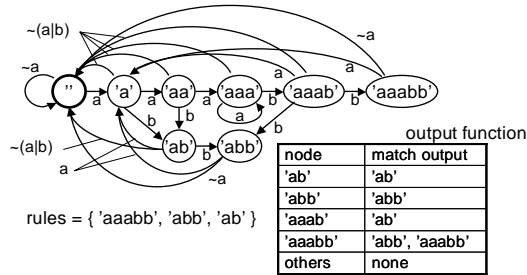 ~(a|b)
~a
~a
a
a
a
'' a 'a' a 'aa' a 'aaa' b 'aaab' b 'aaabb'
a
b b b
~(a|b)
'ab' b 'abb'
a
~a
rules = { 'aaabb', 'abb', 'ab' }
output function
node match output
'ab' 'ab'
'abb' 'abb'
'aaab' 'ab'
'aaabb' 'abb', 'aaabb'
others none